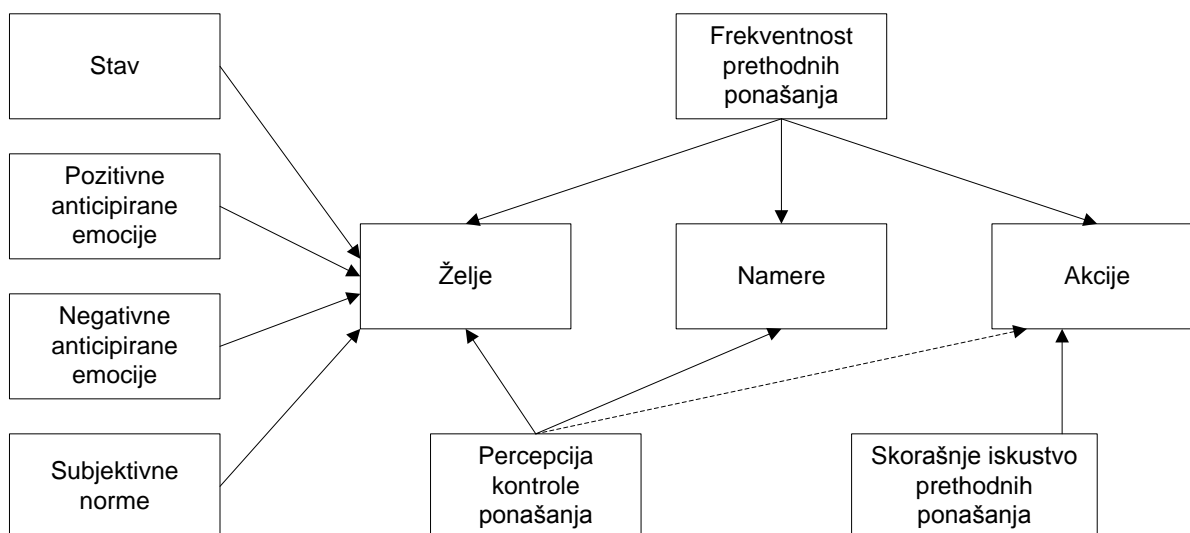 Stav
Frekventnost
prethodnih
ponašanja
Pozitivne
anticipirane
emocije
Želje
Namere
Akcije
Negativne
anticipirane
emocije
Subjektivne
norme
Percepcija
kontrole
ponašanja
Skorašnje iskustvo
prethodnih
ponašanja